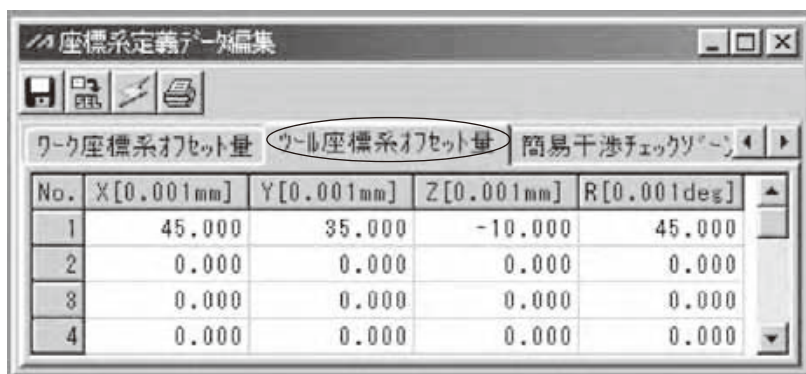 座標系定義データ編集
ワーク座標系オフセット量 ツール座標系オフセット量 簡易干渉チェックゾーン
No. X[0.001mm] Y[0.001mm] Z[0.001mm] R[0.001deg]
1 45.000 35.000 -10.000 45.000
2 0.000 0.000 0.000 0.000
3 0.000 0.000 0.000 0.000
4 0.000 0.000 0.000 0.000